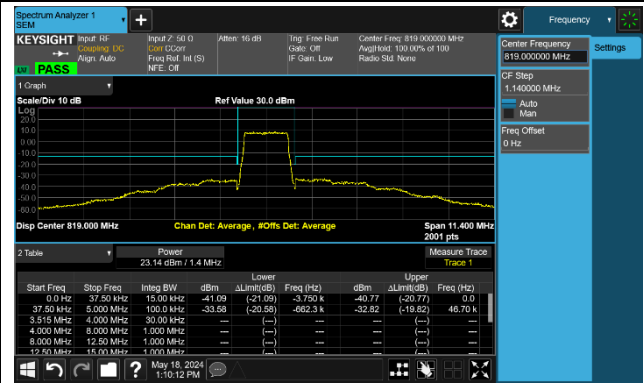 Spectrum Analyzer 1
SEM
Frequency
KEYSIGHT
Input: RF
Coupling: DC
Align: Auto
Input Z: 50 Ω
Corr CCorr
Freq Ref: Int (S)
NFE: Off
Atten: 16 dB
Trig: Free Run
Gate: Off
IF Gain: Low
Center Freq: 819.000000 MHz
Avg|Hold: 100.00% of 100
Radio Std: None
PASS
Center Frequency
819.000000 MHz
Settings
CF Step
1.140000 MHz
Auto
Man
Freq Offset
0 Hz
1 Graph
Scale/Div 10 dB
Ref Value 30.0 dBm
Log
20.0
10.0
0.00
-10.0
-20.0
-30.0
-40.0
-50.0
-60.0
Disp Center 819.000 MHz
Chan Det: Average, #Offs Det: Average
Span 11.400 MHz
2001 pts
2 Table
Power
23.14 dBm / 1.4 MHz
Measure Trace
Trace 1
Lower Upper
Start Freq Stop Freq Integ BW dBm ΔLimit(dB) Freq (Hz) dBm ΔLimit(dB) Freq (Hz)
0.0 Hz 37.50 kHz 15.00 kHz -41.09 (-21.09) -3.750 k -40.77 (-20.77) 0.0
37.50 kHz 5.000 MHz 100.0 kHz -33.58 (-20.58) -662.3 k -32.82 (-19.82) 46.70 k
3.515 MHz 4.000 MHz 30.00 kHz --- (---) --- --- (---) ---
4.000 MHz 8.000 MHz 1.000 MHz --- (---) --- --- (---) ---
8.000 MHz 12.50 MHz 1.000 MHz --- (---) --- --- (---) ---
12.50 MHz 15.00 MHz 1.000 MHz --- (---) --- --- (---) ---
?
May 18, 2024
1:10:12 PM